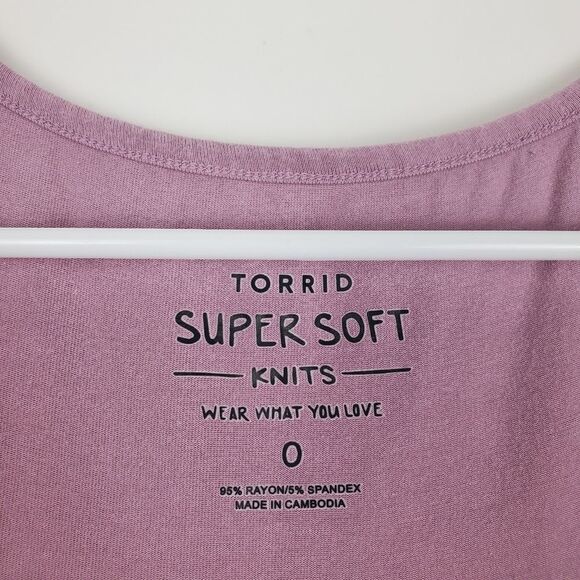 TORRID
SUPER SOFT
KNITS
WEAR WHAT YOU LOVE
0
95% RAYON/5% SPANDEX
MADE IN CAMBODIA